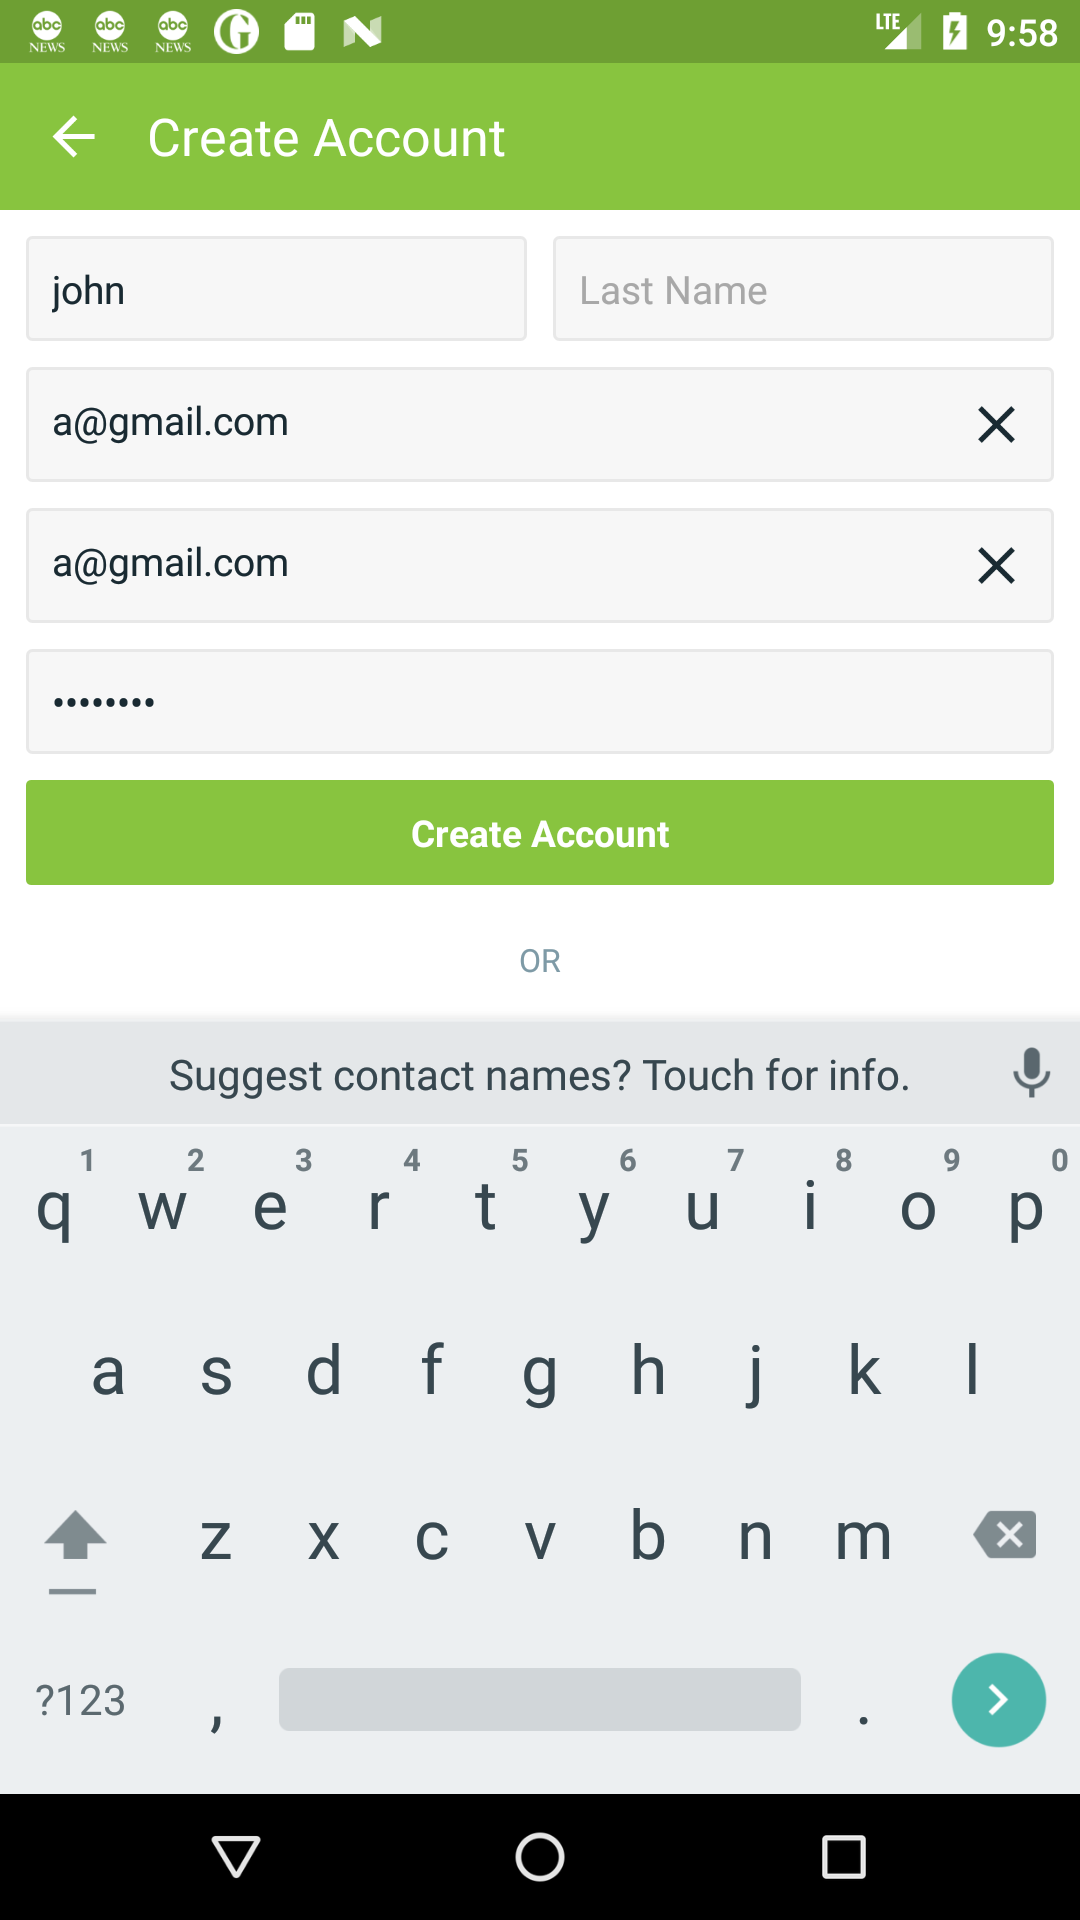 abc NEWS abc NEWS abc NEWS G N LTE 9:58
Create Account
john Last Name
a@gmail.com
a@gmail.com
••••••••
Create Account
OR
Suggest contact names? Touch for info.
1 2 3 4 5 6 7 8 9 0
q w e r t y u i o p
a s d f g h j k l
z x c v b n m
?123 , .